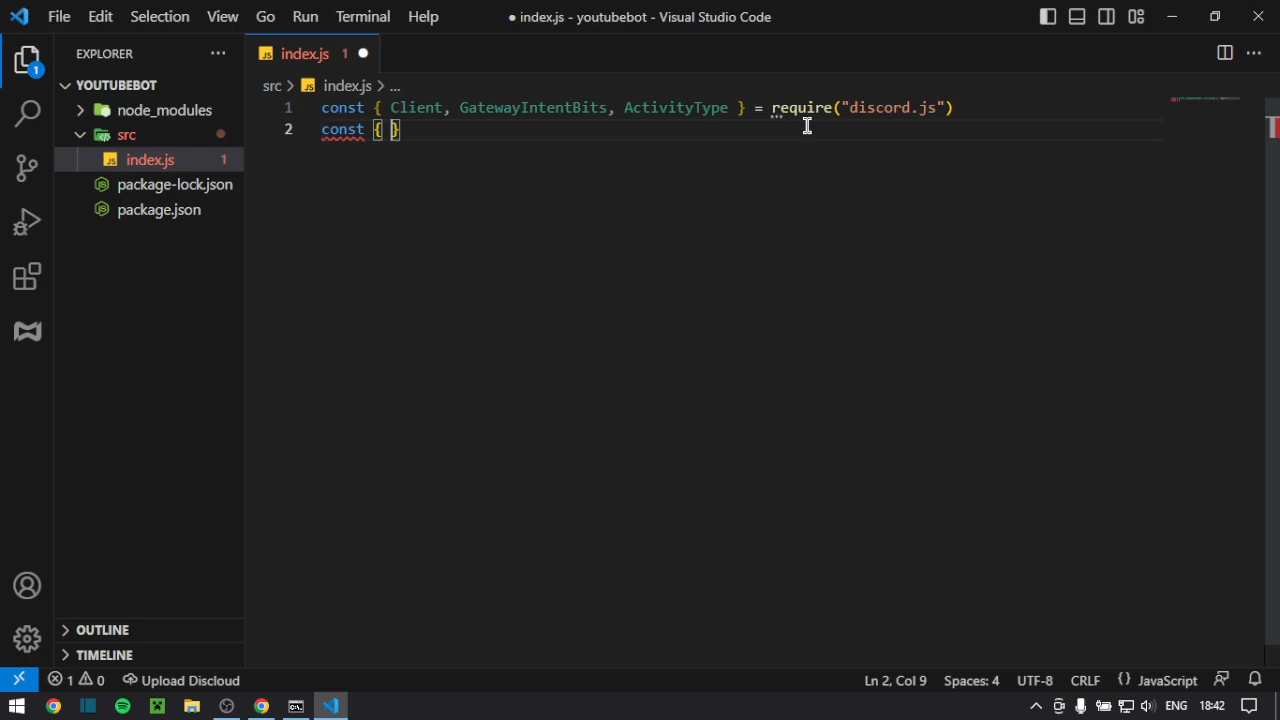 File Edit Selection View Go Run Terminal Help ● index.js - youtubebot - Visual Studio Code
EXPLORER ···
index.js 1 ●
YOUTUBEBOT
src > index.js > ...
node_modules
1 const { Client, GatewayIntentBits, ActivityType } = require("discord.js")
2 const { }
src
index.js 1
package-lock.json
package.json
1
OUTLINE
TIMELINE
1 0 Upload Discloud Ln 2, Col 9 Spaces: 4 UTF-8 CRLF {} JavaScript
ENG 18:42